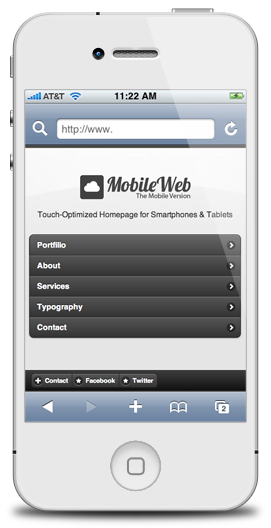 AT&T 11:22 AM
http://www.
MobileWeb
The Mobile Version
Touch-Optimized Homepage for Smartphones & Tablets
Portfilio
About
Services
Typography
Contact
Contact Facebook Twitter
2